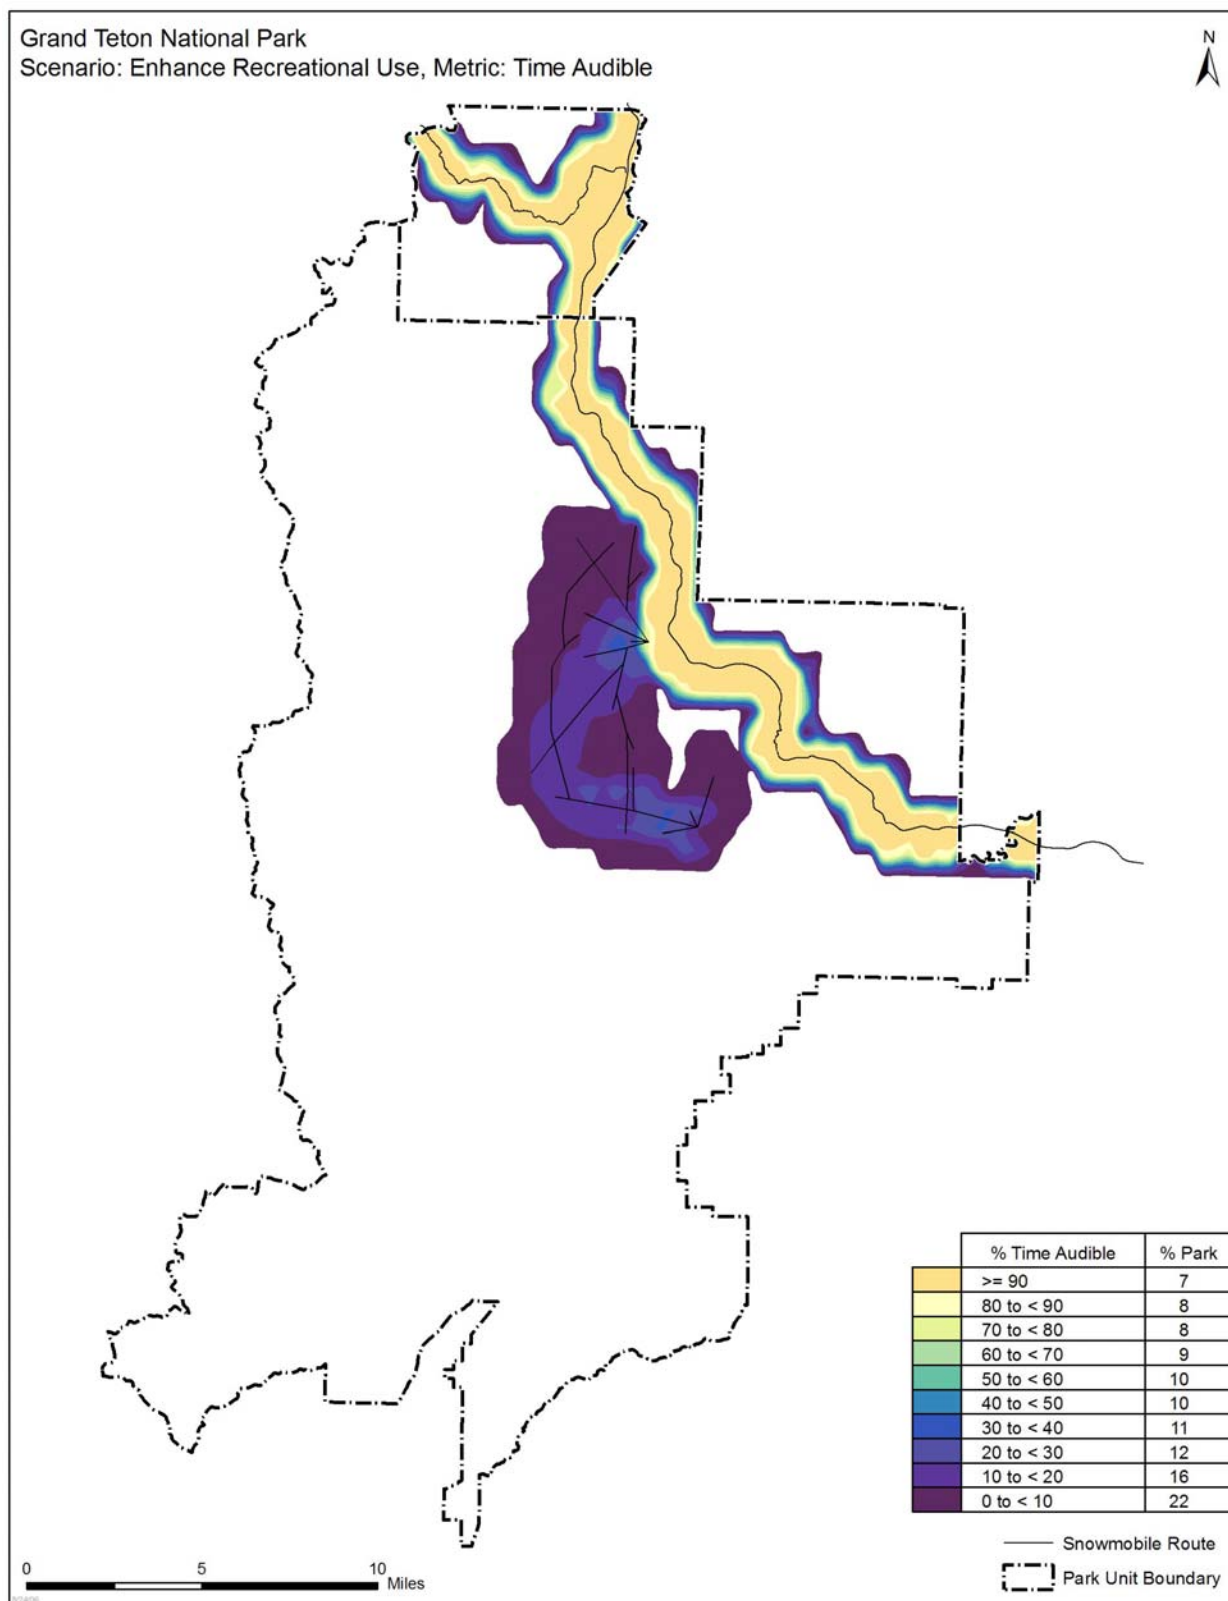 Grand Teton National Park
Scenario: Enhance Recreational Use, Metric: Time Audible
N
% Time Audible % Park
>= 90 7
80 to < 90 8
70 to < 80 8
60 to < 70 9
50 to < 60 10
40 to < 50 10
30 to < 40 11
20 to < 30 12
10 to < 20 16
0 to < 10 22
Snowmobile Route
Park Unit Boundary
0 5 10
Miles